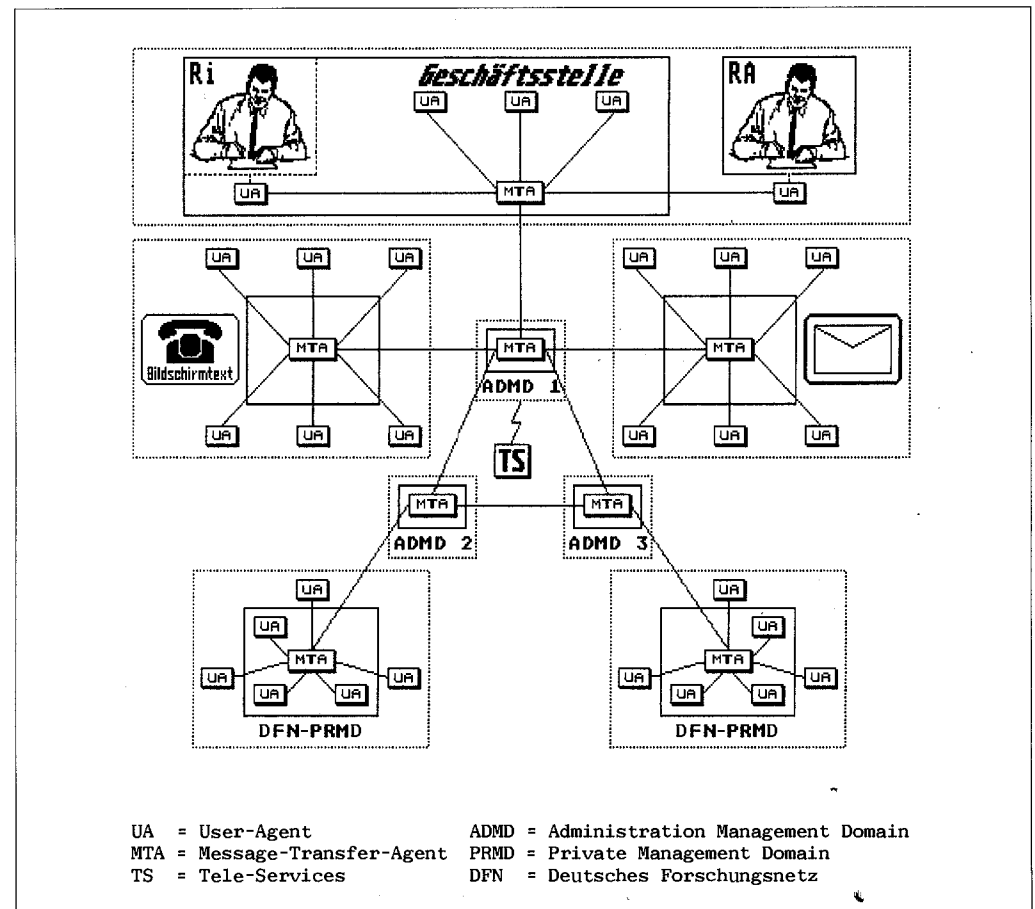 Ri Geschäftsstelle RA
UA UA UA
UA MTA UA
UA UA UA UA UA UA
MTA MTA MTA
Bildschirmtext
ADMD 1
UA UA UA UA UA UA
TS
MTA MTA
ADMD 2 ADMD 3
UA UA
UA UA
MTA MTA
UA UA UA UA
UA UA UA UA
DFN-PRMD DFN-PRMD
UA = User-Agent ADMD = Administration Management Domain
MTA = Message-Transfer-Agent PRMD = Private Management Domain
TS = Tele-Services DFN = Deutsches Forschungsnetz